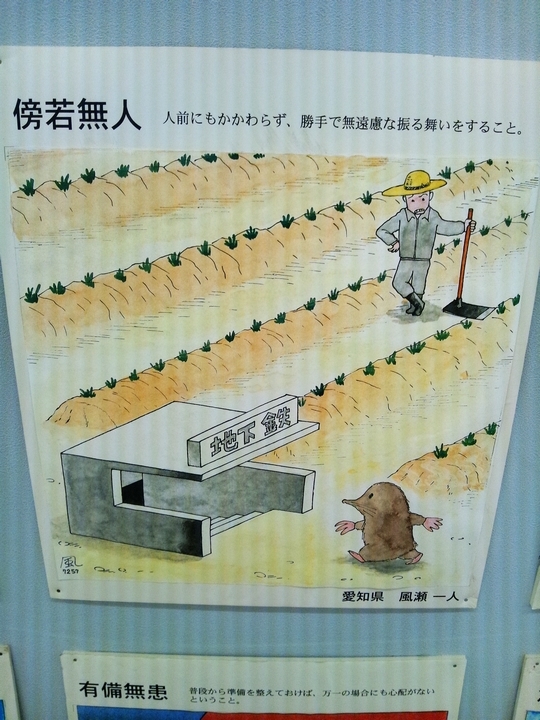 傍若無人
人前にもかかわらず、勝手で無遠慮な振る舞いをすること。
地下鉄
風
愛知県 風瀬 一人
有備無患
普段から準備を整えておけば、万一の場合にも心配がない
ということ。